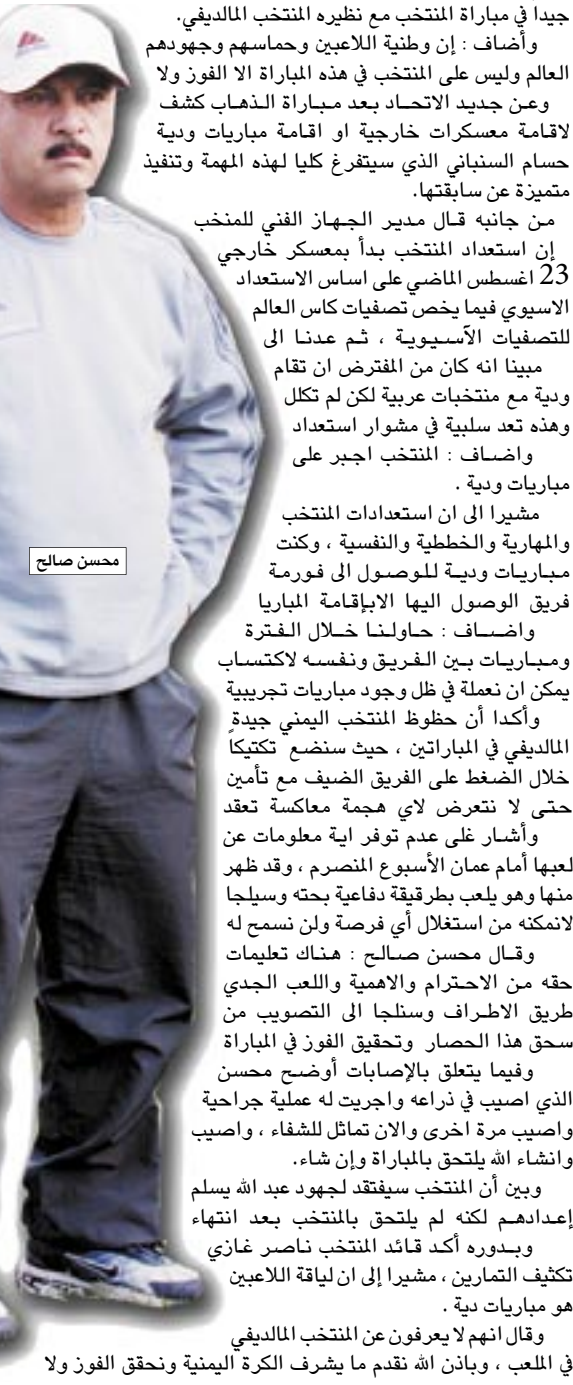 جيدا في مباراة المنتخب مع نظيره المنتخب المالديفي.
وأضاف : إن وطنية اللاعبين وحماسهم وجهودهم
العالم وليس على المنتخب في هذه المباراة الا الفوز ولا
وعن جديد الاتحاد بعد مباراة الذهاب كشف
لاقامة معسكرات خارجية او اقامة مباريات ودية
حسام السنباني الذي سيتفرغ كليا لهذه المهمة وتنفيذ
متميزة عن سابقتها.
من جانبه قال مدير الجهاز الفني للمنخب
إن استعداد المنتخب بدأ بمعسكر خارجي
23 اغسطس الماضي على اساس الاستعداد
الاسيوي فيما يخص تصفيات كاس العالم
للتصفيات الآسيوية ، ثم عدنا الى
مبينا انه كان من المفترض ان تقام
ودية مع منتخبات عربية لكن لم تكلل
وهذه تعد سلبية في مشوار استعداد
واضاف : المنتخب اجبر على
مباريات ودية .
مشيرا الى ان استعدادات المنتخب
والمهارية والخططية والنفسية ، وكنت
مباريات ودية للوصول الى فورمة
فريق الوصول اليها الابإقامة المباريا
واضاف : حاولنا خلال الفترة
ومباريات بين الفريق ونفسه لاكتساب
يمكن ان نعملة في ظل وجود مباريات تجريبية
وأكدا أن حظوظ المنتخب اليمني جيدة
المالديفي في المباراتين ، حيث سنضع تكتيكاً
خلال الضغط على الفريق الضيف مع تأمين
حتى لا نتعرض لاي هجمة معاكسة تعقد
وأشار غلى عدم توفر اية معلومات عن
لعبها أمام عمان الأسبوع المنصرم ، وقد ظهر
منها وهو يلعب بطرقيقة دفاعية بحته وسيلجا
لانمكنه من استغلال أي فرصة ولن نسمح له
وقال محسن صالح : هناك تعليمات
حقه من الاحترام والاهمية واللعب الجدي
طريق الاطراف وسنلجا الى التصويب من
سحق هذا الحصار وتحقيق الفوز في المباراة
وفيما يتعلق بالإصابات أوضح محسن
الذي اصيب في ذراعه واجريت له عملية جراحية
واصيب مرة اخرى والان تماثل للشفاء ، واصيب
وانشاء الله يلتحق بالمباراة وإن شاء.
وبين أن المنتخب سيفتقد لجهود عبد الله يسلم
إعدادهم لكنه لم يلتحق بالمنتخب بعد انتهاء
وبدوره أكد قائد المنتخب ناصر غازي
تكثيف التمارين ، مشيرا إلى ان لياقة اللاعبين
هو مباريات دية .
وقال انهم لا يعرفون عن المنتخب المالديفي
في الملعب ، وباذن الله نقدم ما يشرف الكرة اليمنية ونحقق الفوز ولا
محسن صالح